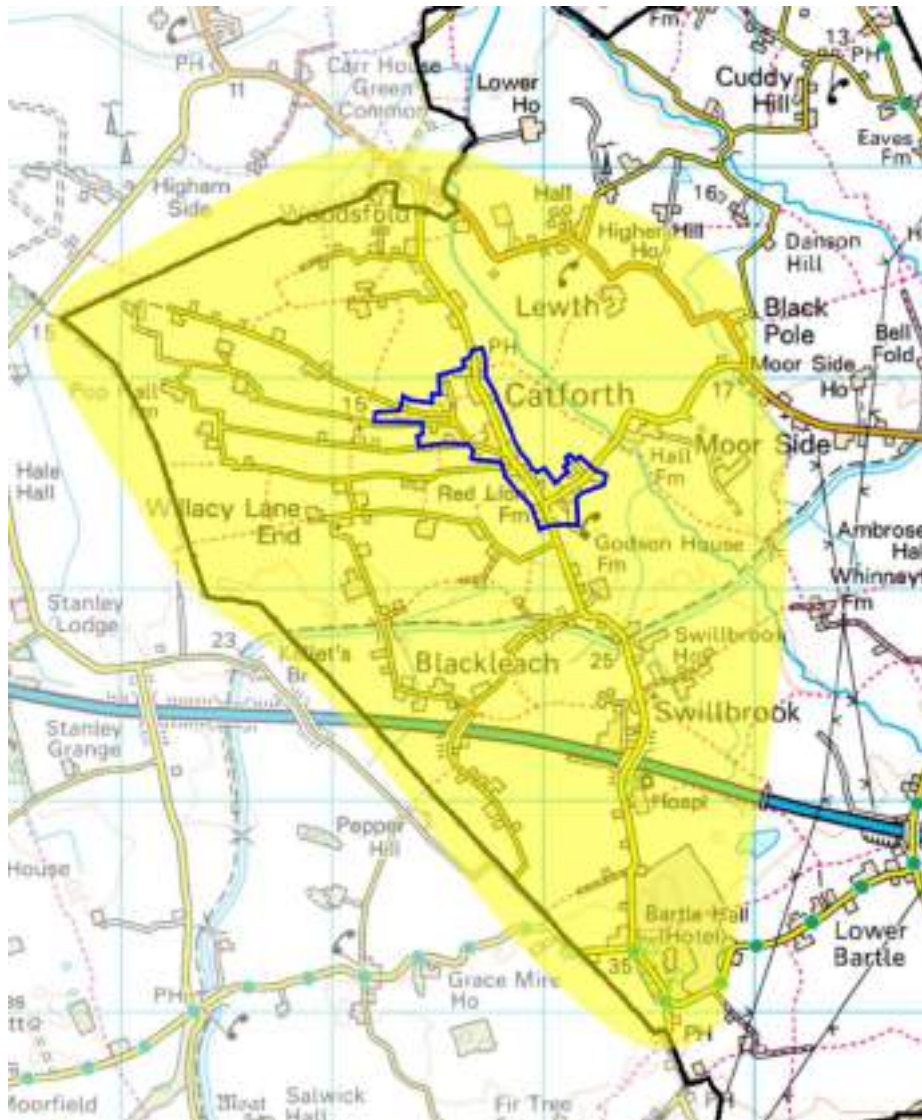 Fm
13
PH
PH
Carr House
Green
Common
11
Lower
Ho
Cuddy
Hill
Eaves
Fm
Higham
Side
16
Hall
Woodsfold
Higher
Ho
Hill
Danson
Hill
Lewth
15
Black
Pole
Bell
Fold
PH
Moor Side
Ho
Catforth
17
15
Moor Side
Hall
Fm
Hale
Hall
Red Lion
Fm
Willacy Lane
End
Ambrose
Whinney
Fm
Godson House
Fm
Stanley
Lodge
23
Swillbrook
Ho
25
Blackleach
Swillbrook
Stanley
Grange
Hospl
Pepper
Hill
House
Bartle Hall
(Hotel)
Lower
Bartle
35
Grace Mire
Ho
PH
PH
Salwick
Hall
Fir Tree
PH